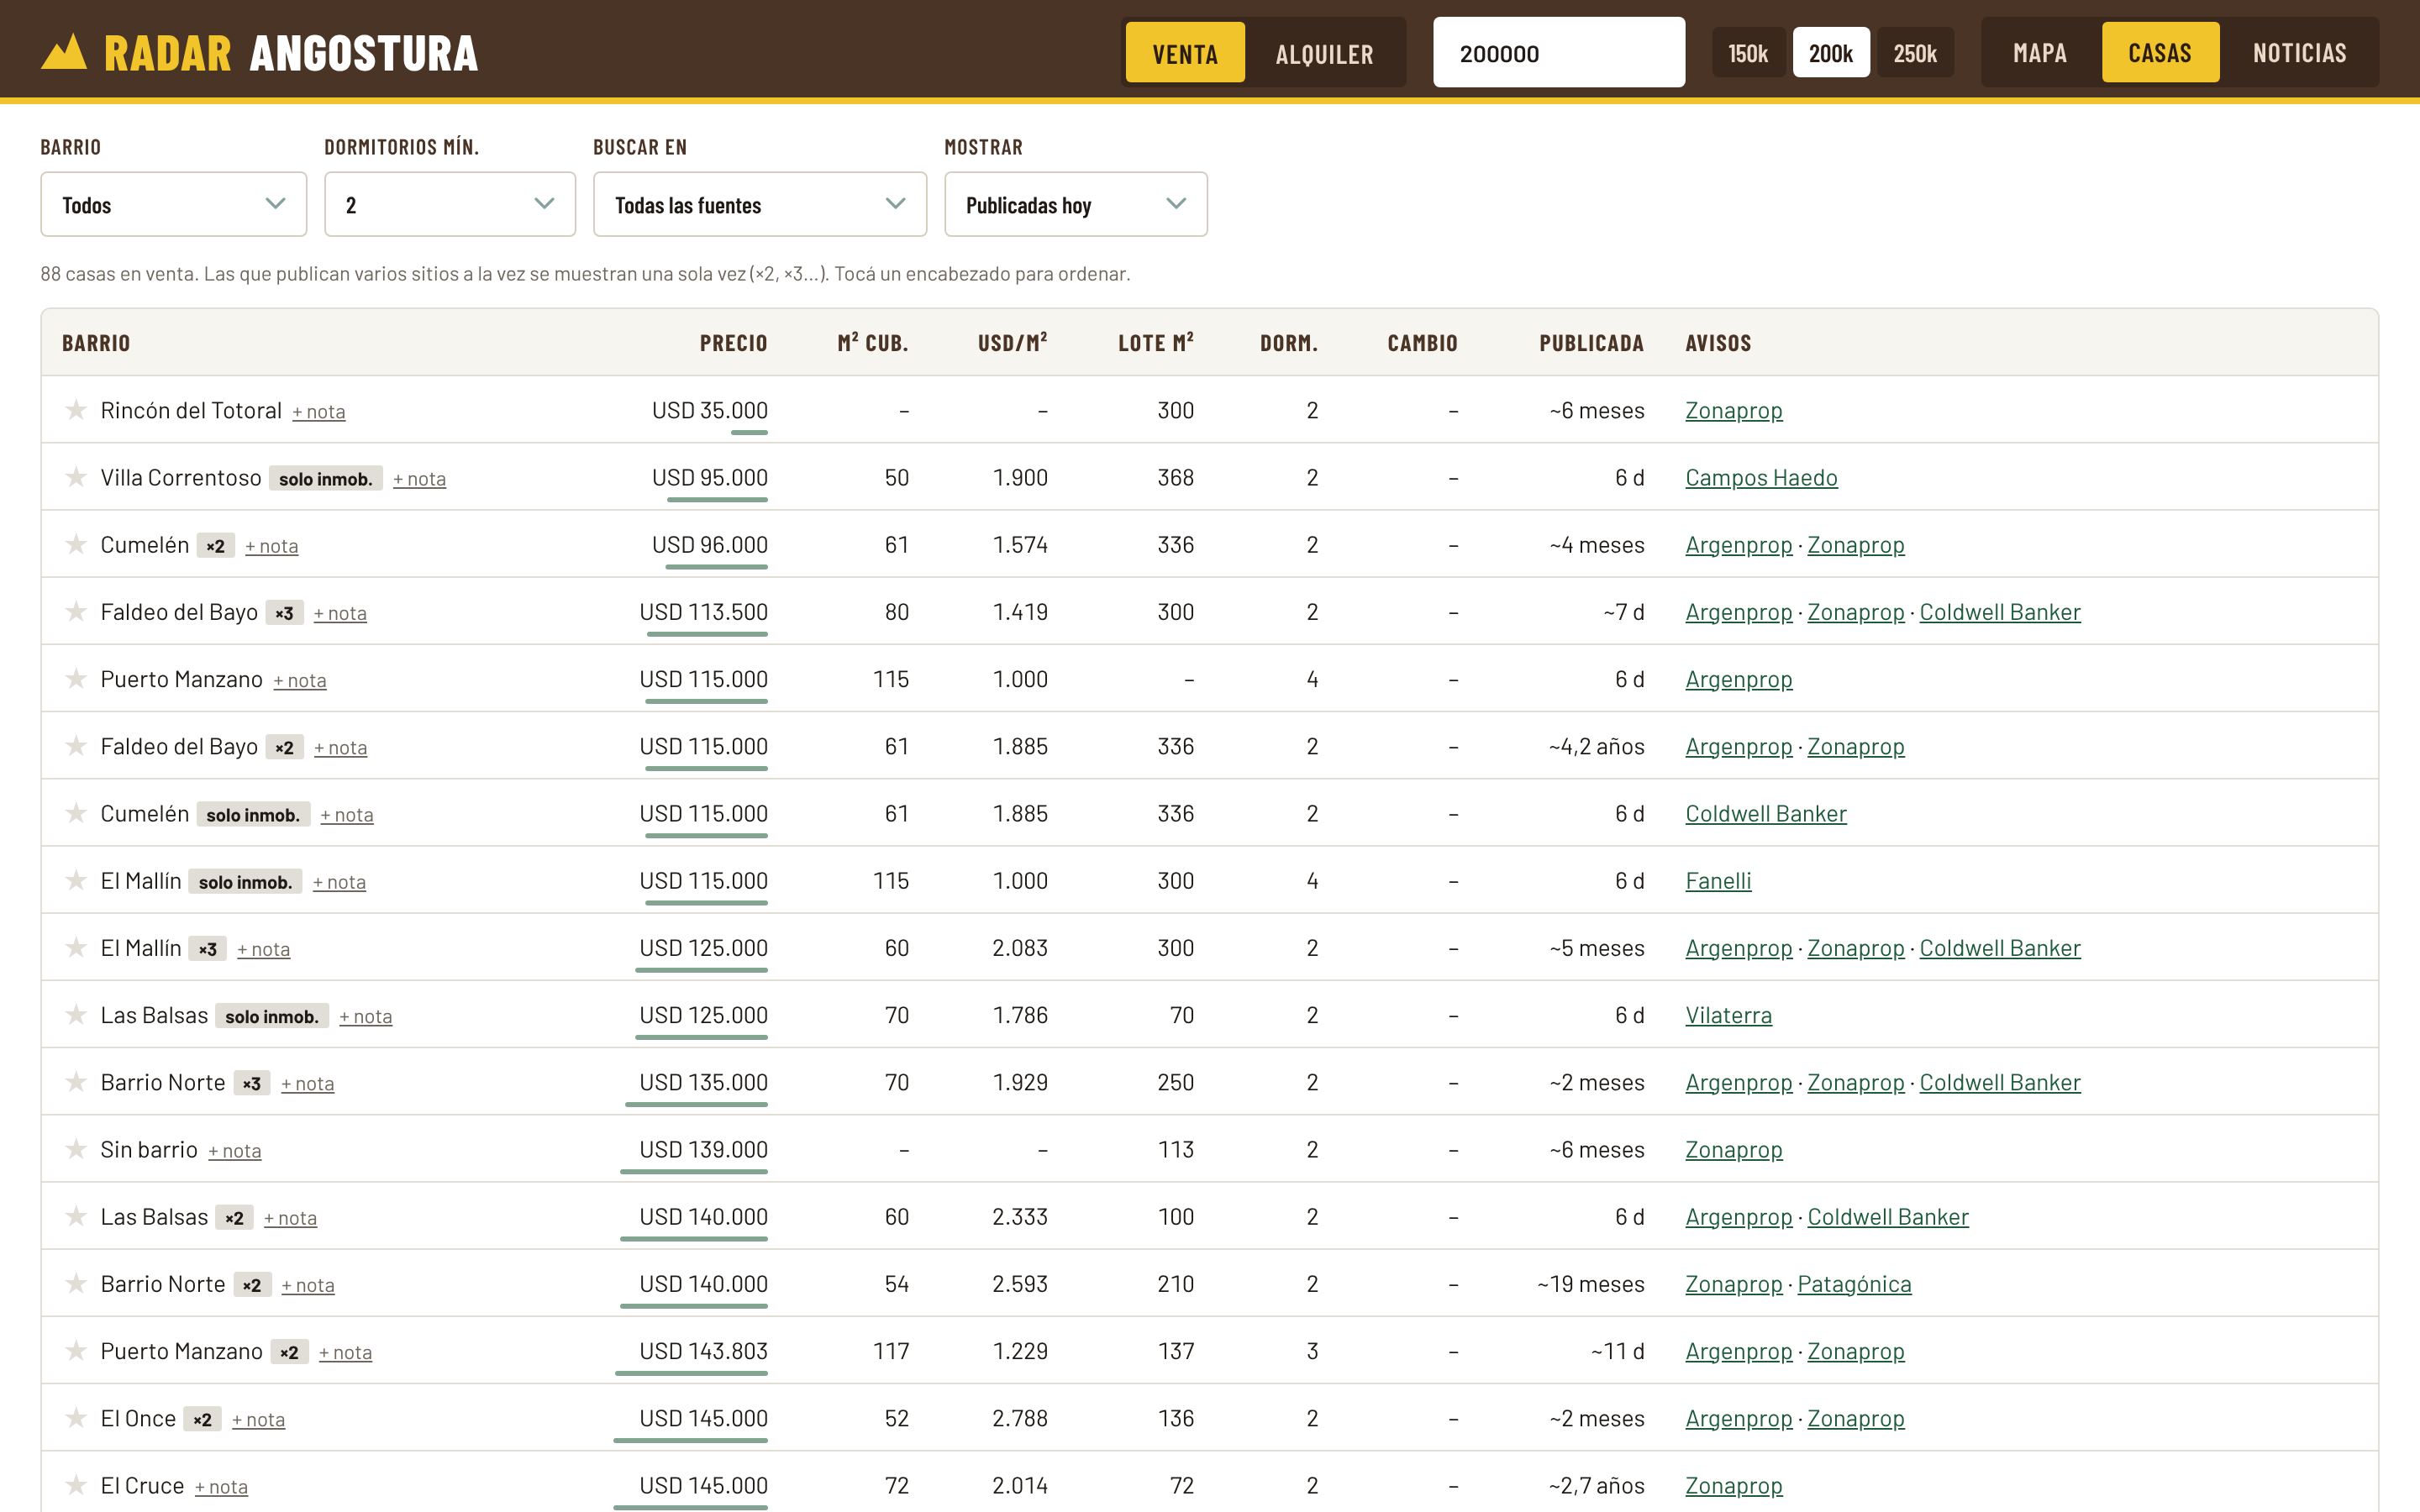 RADAR ANGOSTURA VENTA ALQUILER 200000 150k 200k 250k MAPA CASAS NOTICIAS
BARRIO DORMITORIOS MÍN. BUSCAR EN MOSTRAR
Todos 2 Todas las fuentes Publicadas hoy
88 casas en venta. Las que publican varios sitios a la vez se muestran una sola vez (×2, ×3...). Tocá un encabezado para ordenar.
BARRIO PRECIO M² CUB. USD/M² LOTE M² DORM. CAMBIO PUBLICADA AVISOS
★ Rincón del Totoral + nota USD 35.000 – – 300 2 – ~6 meses Zonaprop
★ Villa Correntoso solo inmob. + nota USD 95.000 50 1.900 368 2 – 6 d Campos Haedo
★ Cumelén ×2 + nota USD 96.000 61 1.574 336 2 – ~4 meses Argenprop · Zonaprop
★ Faldeo del Bayo ×3 + nota USD 113.500 80 1.419 300 2 – ~7 d Argenprop · Zonaprop · Coldwell Banker
★ Puerto Manzano + nota USD 115.000 115 1.000 – 4 – 6 d Argenprop
★ Faldeo del Bayo ×2 + nota USD 115.000 61 1.885 336 2 – ~4,2 años Argenprop · Zonaprop
★ Cumelén solo inmob. + nota USD 115.000 61 1.885 336 2 – 6 d Coldwell Banker
★ El Mallín solo inmob. + nota USD 115.000 115 1.000 300 4 – 6 d Fanelli
★ El Mallín ×3 + nota USD 125.000 60 2.083 300 2 – ~5 meses Argenprop · Zonaprop · Coldwell Banker
★ Las Balsas solo inmob. + nota USD 125.000 70 1.786 70 2 – 6 d Vilaterra
★ Barrio Norte ×3 + nota USD 135.000 70 1.929 250 2 – ~2 meses Argenprop · Zonaprop · Coldwell Banker
★ Sin barrio + nota USD 139.000 – – 113 2 – ~6 meses Zonaprop
★ Las Balsas ×2 + nota USD 140.000 60 2.333 100 2 – 6 d Argenprop · Coldwell Banker
★ Barrio Norte ×2 + nota USD 140.000 54 2.593 210 2 – ~19 meses Zonaprop · Patagónica
★ Puerto Manzano ×2 + nota USD 143.803 117 1.229 137 3 – ~11 d Argenprop · Zonaprop
★ El Once ×2 + nota USD 145.000 52 2.788 136 2 – ~2 meses Argenprop · Zonaprop
★ El Cruce + nota USD 145.000 72 2.014 72 2 – ~2,7 años Zonaprop